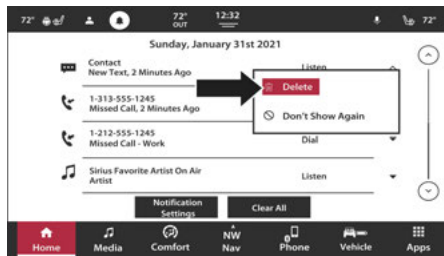 72° 72° OUT 12:32 72°
Sunday, January 31st 2021
Contact
New Text, 2 Minutes Ago
Listen
Delete
Don't Show Again
1-313-555-1245
Missed Call, 2 Minutes Ago
1-212-555-1245
Missed Call - Work
Dial
Sirius Favorite Artist On Air
Artist
Listen
Notification
Settings
Clear All
Home Media Comfort NW Nav Phone Vehicle Apps